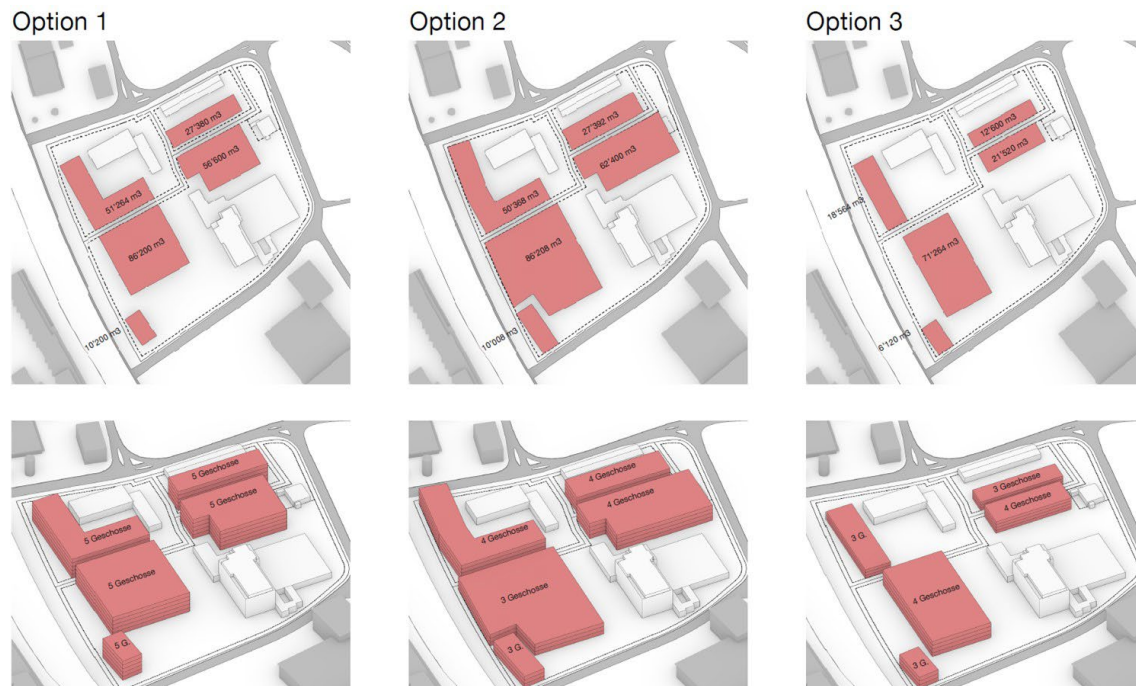 Option 1
Option 2
Option 3
27'380 m3
56'600 m3
51'264 m3
86'200 m3
10'200 m3
27'392 m3
62'400 m3
50'368 m3
86'208 m3
10'008 m3
12'600 m3
21'520 m3
18'564 m3
71'264 m3
6'120 m3
5 Geschosse
5 Geschosse
5 Geschosse
5 Geschosse
5 G.
4 Geschosse
4 Geschosse
4 Geschosse
3 Geschosse
3 G.
3 Geschosse
4 Geschosse
3 G.
4 Geschosse
3 G.